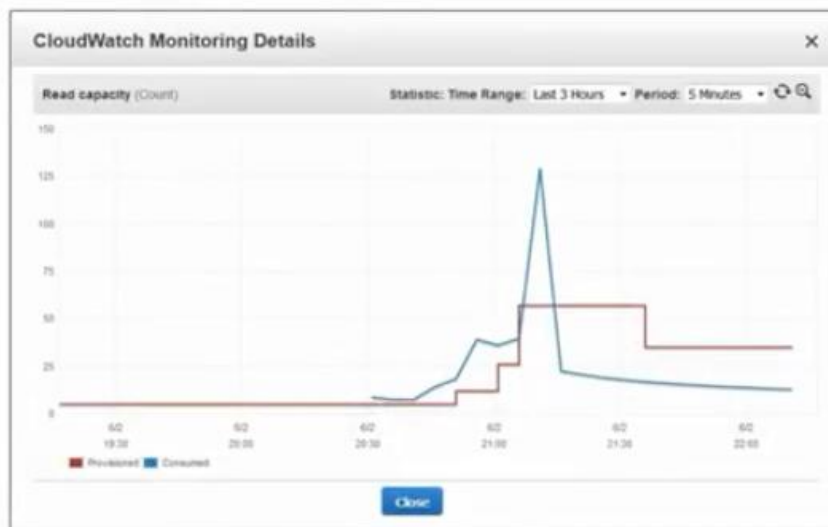 CloudWatch Monitoring Details ×
Read capacity (Count) Statistic: Time Range: Last 3 Hours Period: 5 Minutes
150
125
100
75
50
25
0
6/2 6/2 6/2 6/2 6/2 6/2
19:30 20:00 20:30 21:00 21:30 22:00
Provisioned Consumed
Close